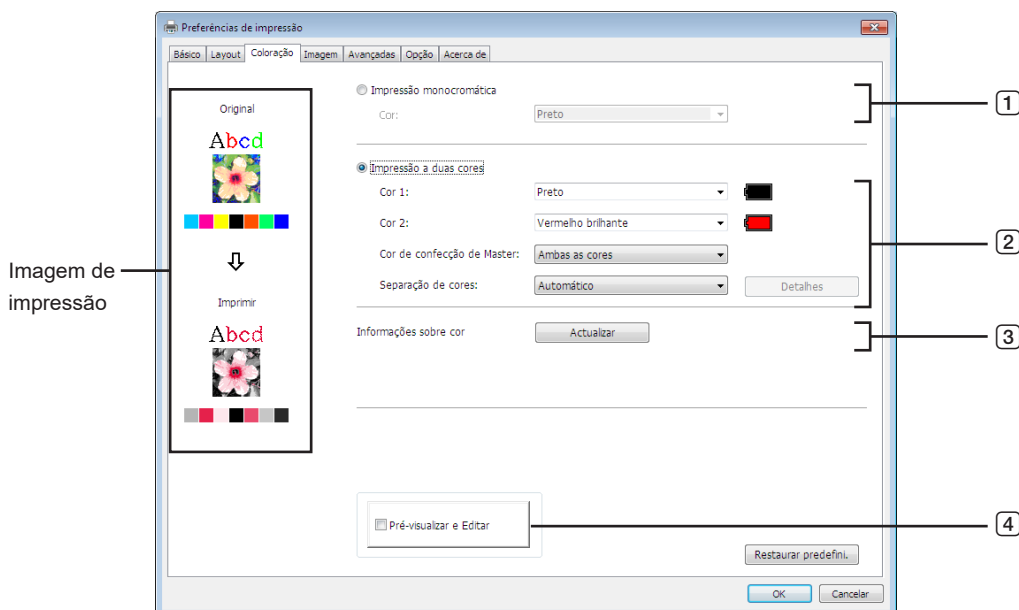 Preferências de impressão
Básico Layout Coloração Imagem Avançadas Opção Acerca de
Original
Abcd
Imprimir
Abcd
Imagem de
impressão
Impressão monocromática
Cor: Preto
1
Impressão a duas cores
Cor 1: Preto
Cor 2: Vermelho brilhante
Cor de confecção de Master: Ambas as cores
Separação de cores: Automático Detalhes
2
Informações sobre cor Actualizar
3
Pré-visualizar e Editar
4
Restaurar predefini.
OK Cancelar